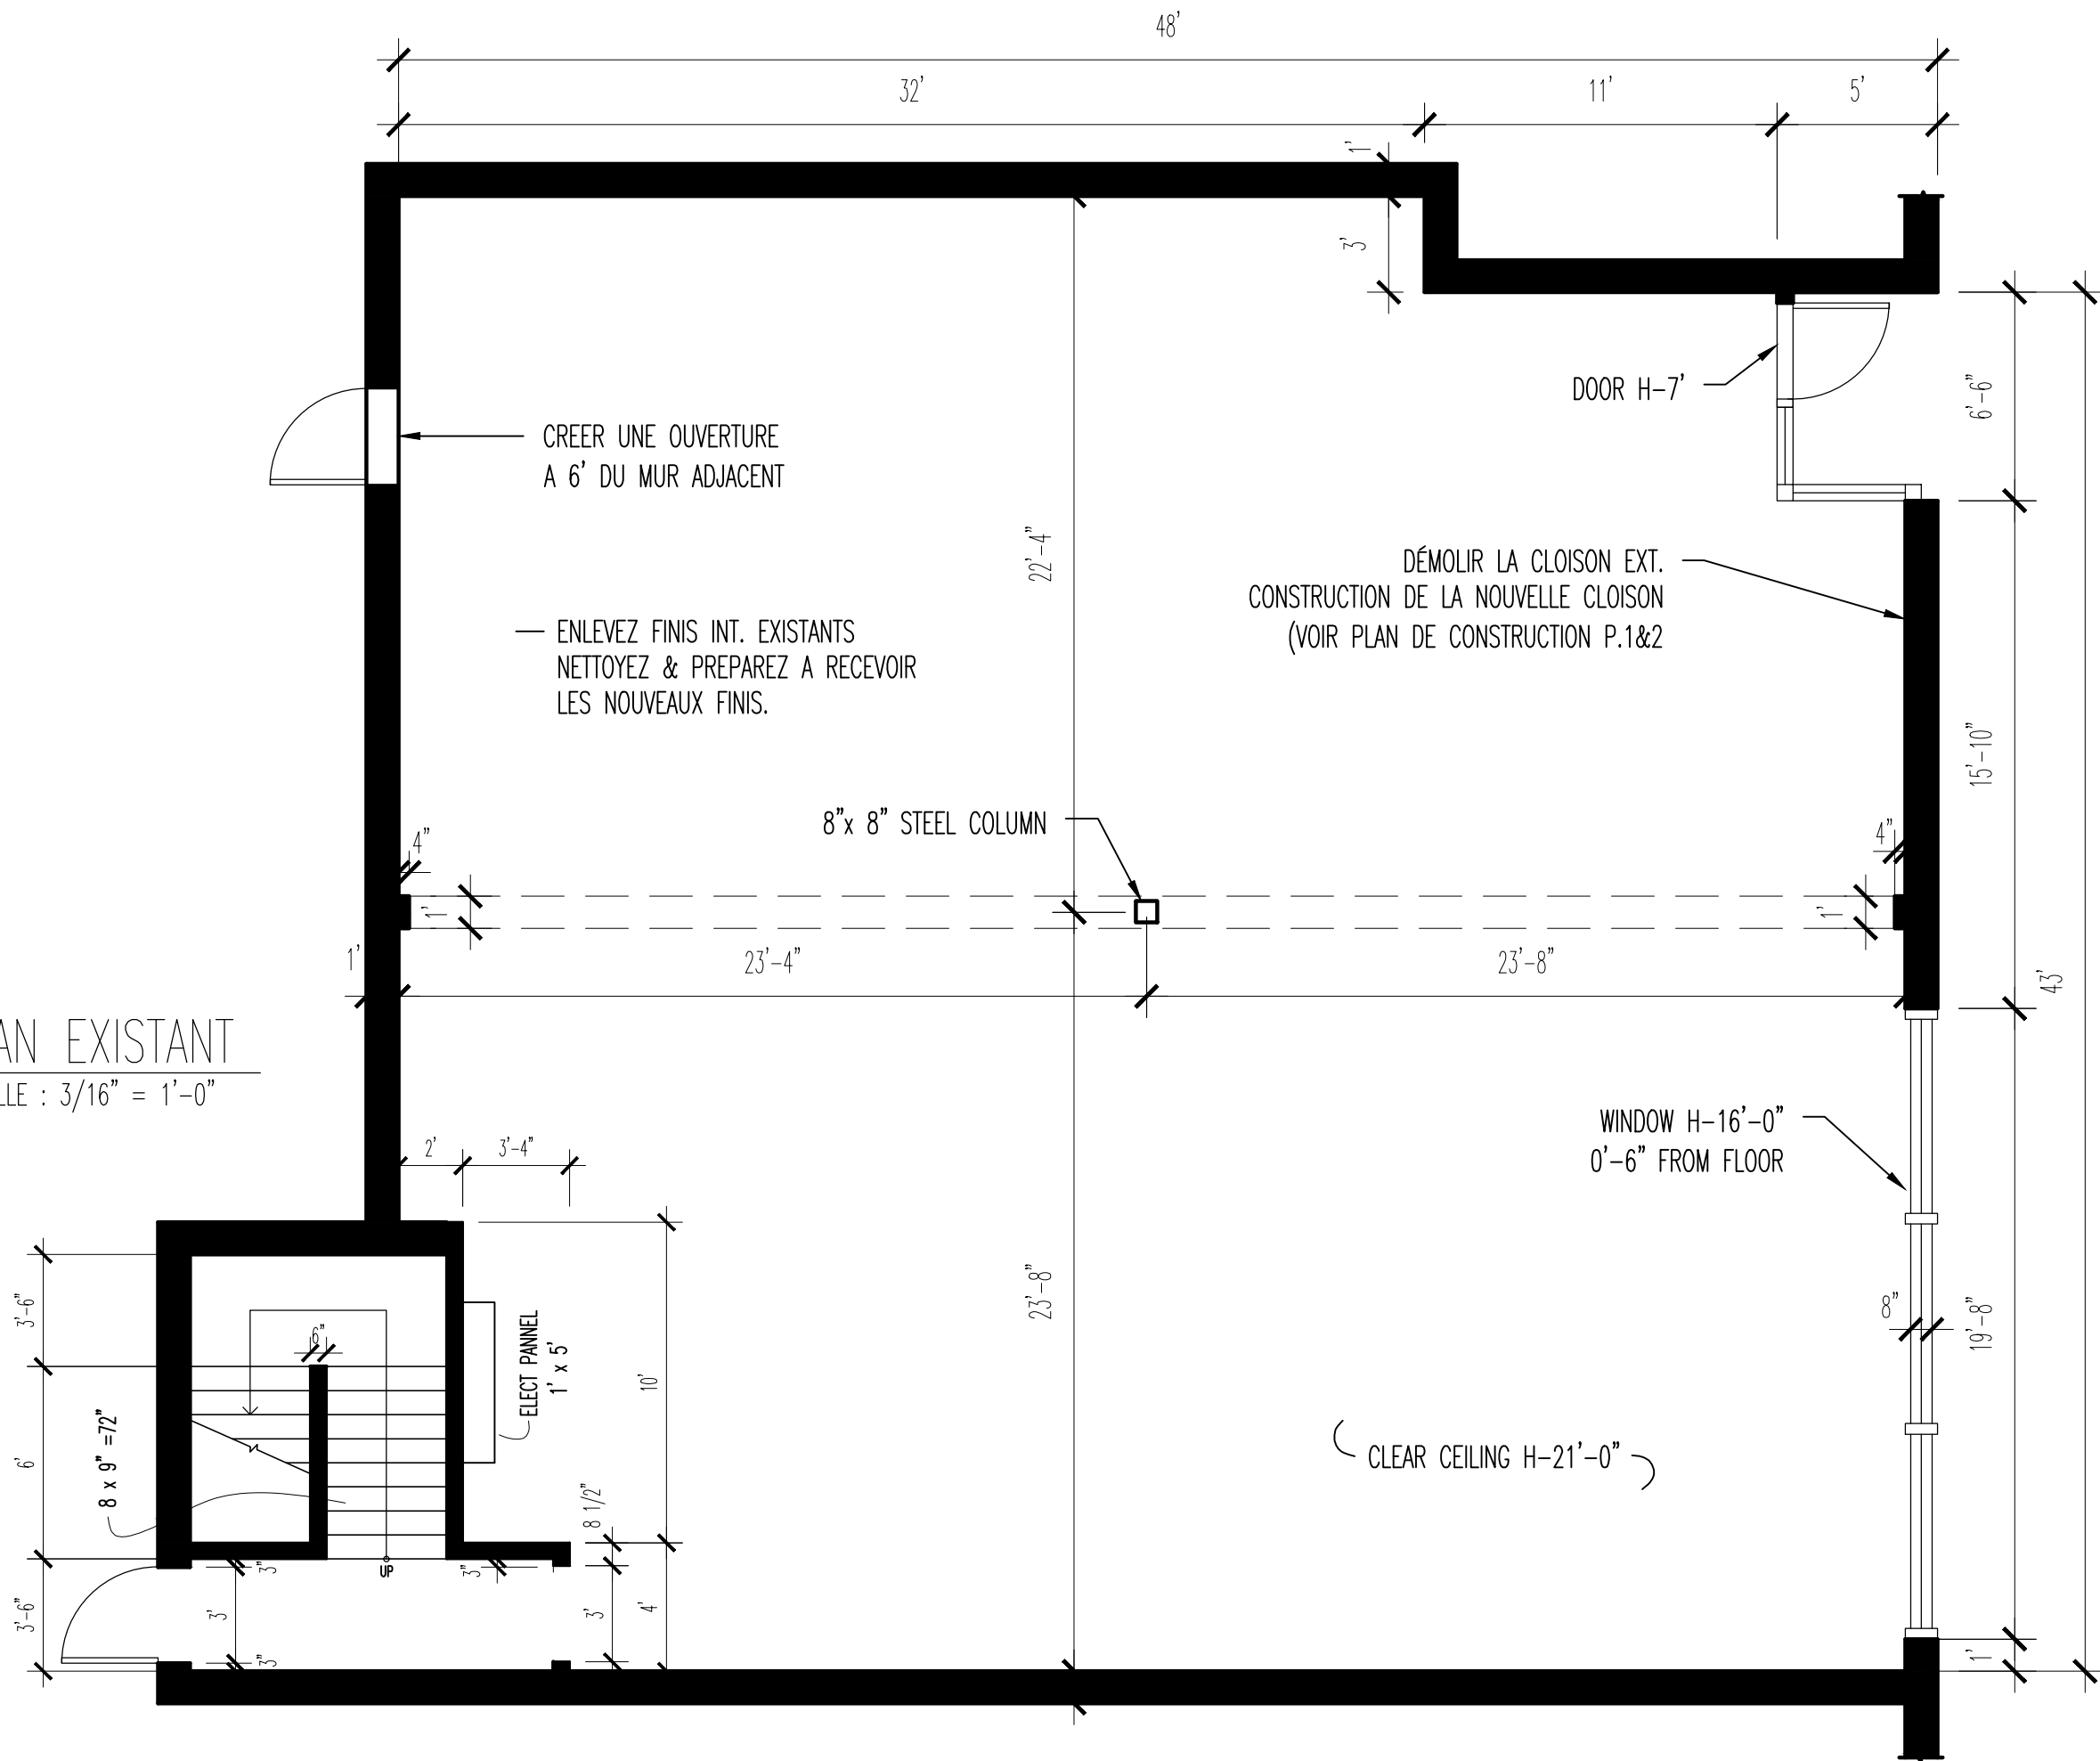 48'
32'
11'
5'
1'
3'
DOOR H-7'
6'-6"
CREER UNE OUVERTURE
A 6' DU MUR ADJACENT
22'-4"
DÉMOLIR LA CLOISON EXT.
CONSTRUCTION DE LA NOUVELLE CLOISON
(VOIR PLAN DE CONSTRUCTION P.1&2
ENLEVEZ FINIS INT. EXISTANTS
NETTOYEZ & PREPAREZ A RECEVOIR
LES NOUVEAUX FINIS.
15'-10"
8"x 8" STEEL COLUMN
4"
4"
1'
1'
1'
23'-4"
23'-8"
43'
AN EXISTANT
LLE : 3/16" = 1'-0"
2'
3'-4"
WINDOW H-16'-0"
0'-6" FROM FLOOR
3'-6"
6"
ELECT PANNEL
1' x 5'
10'
23'-8"
8"
19'-8"
6'
8 x 9" =72"
CLEAR CEILING H-21'-0"
8 1/2"
3"
UP
3"
3'-6"
3'
3'
4'
3"
1'